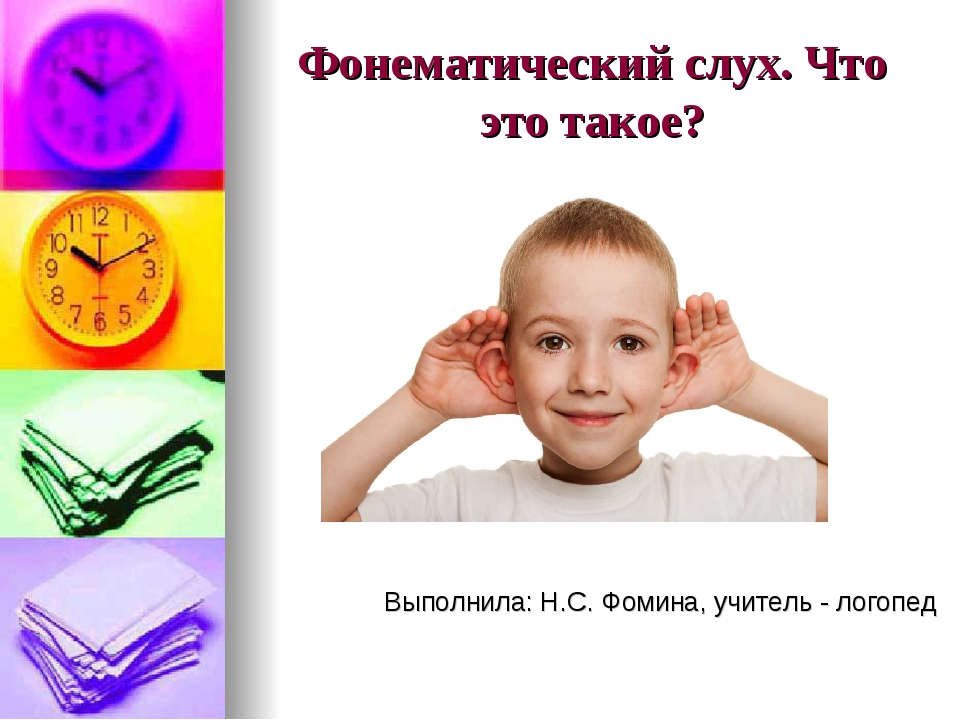 Фонематический слух. Что
это такое?
Выполнила: Н.С. Фомина, учитель - логопед